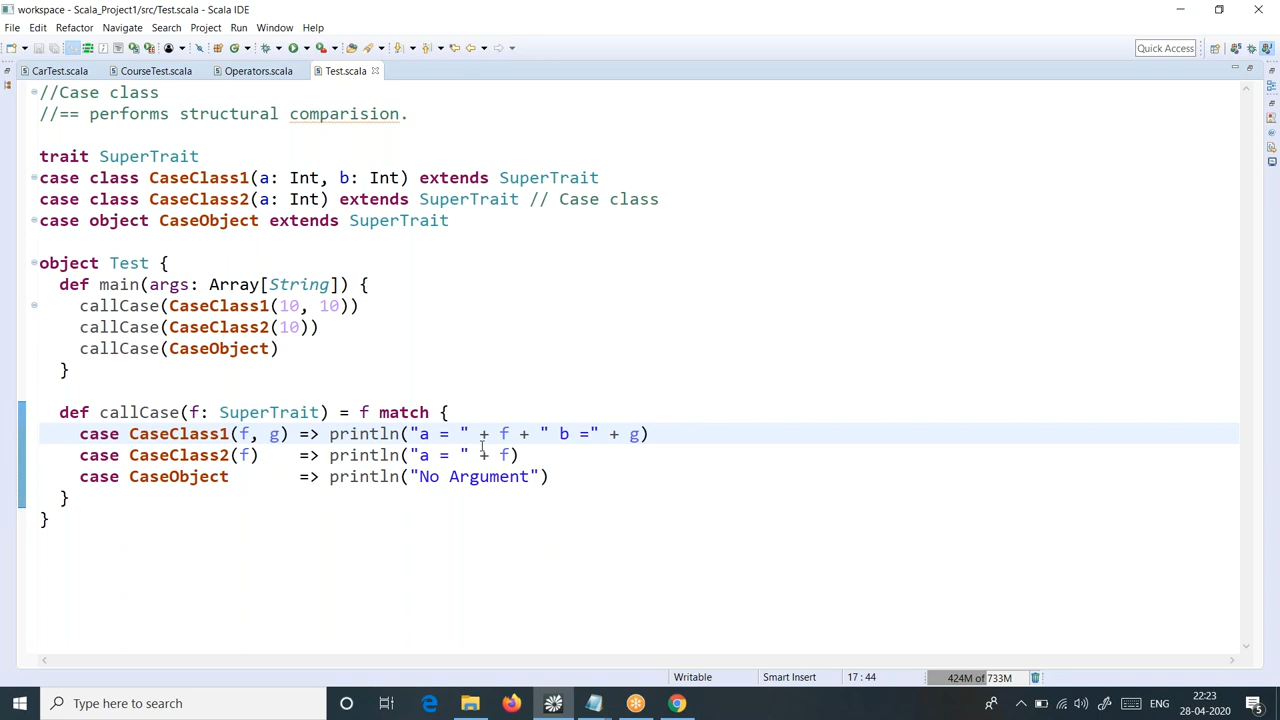 workspace - Scala_Project1/src/Test.scala - Scala IDE
File Edit Refactor Navigate Search Project Run Window Help
Quick Access
CarTest.scala CourseTest.scala Operators.scala Test.scala
//Case class
//== performs structural comparision.
trait SuperTrait
case class CaseClass1(a: Int, b: Int) extends SuperTrait
case class CaseClass2(a: Int) extends SuperTrait // Case class
case object CaseObject extends SuperTrait
object Test {
def main(args: Array[String]) {
callCase(CaseClass1(10, 10))
callCase(CaseClass2(10))
callCase(CaseObject)
}
def callCase(f: SuperTrait) = f match {
case CaseClass1(f, g) => println("a = " + f + " b =" + g)
case CaseClass2(f) => println("a = " + f)
case CaseObject => println("No Argument")
}
}
Writable Smart Insert 17 : 44 424M of 733M
Type here to search
ENG
22:23
28-04-2020
5